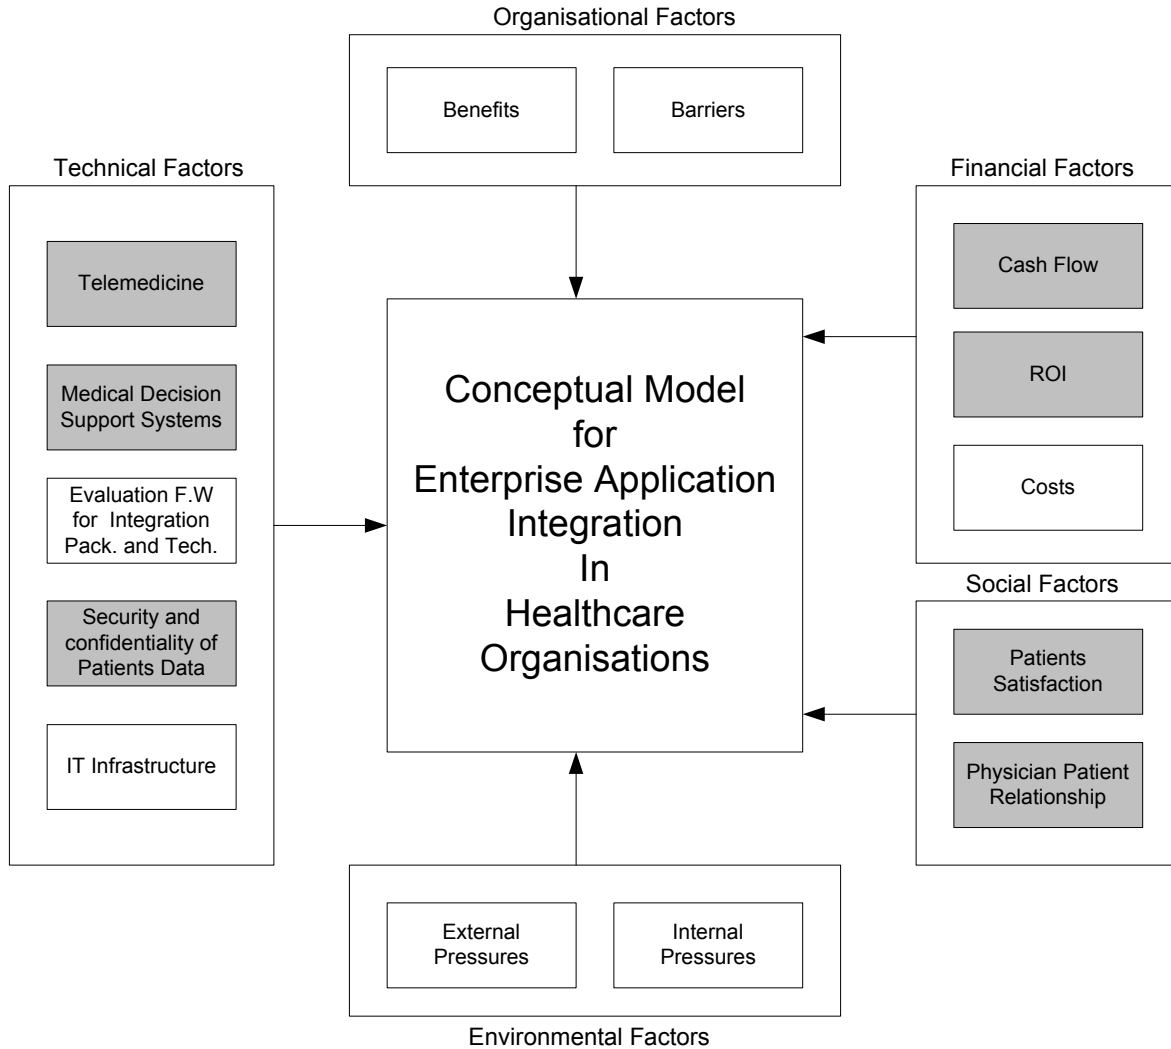 Organisational Factors
Benefits
Barriers
Technical Factors
Telemedicine
Medical Decision
Support Systems
Evaluation F.W
for Integration
Pack. and Tech.
Security and
confidentiality of
Patients Data
IT Infrastructure
Conceptual Model
for
Enterprise Application
Integration
In
Healthcare
Organisations
Financial Factors
Cash Flow
ROI
Costs
Social Factors
Patients
Satisfaction
Physician Patient
Relationship
External
Pressures
Internal
Pressures
Environmental Factors